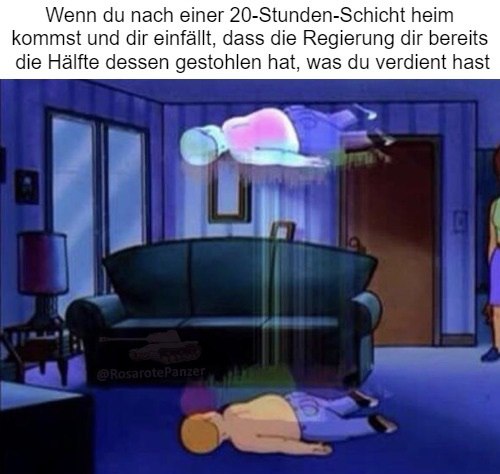 Wenn du nach einer 20-Stunden-Schicht heim
kommst und dir einfällt, dass die Regierung dir bereits
die Hälfte dessen gestohlen hat, was du verdient hast
@RosarotePanzer